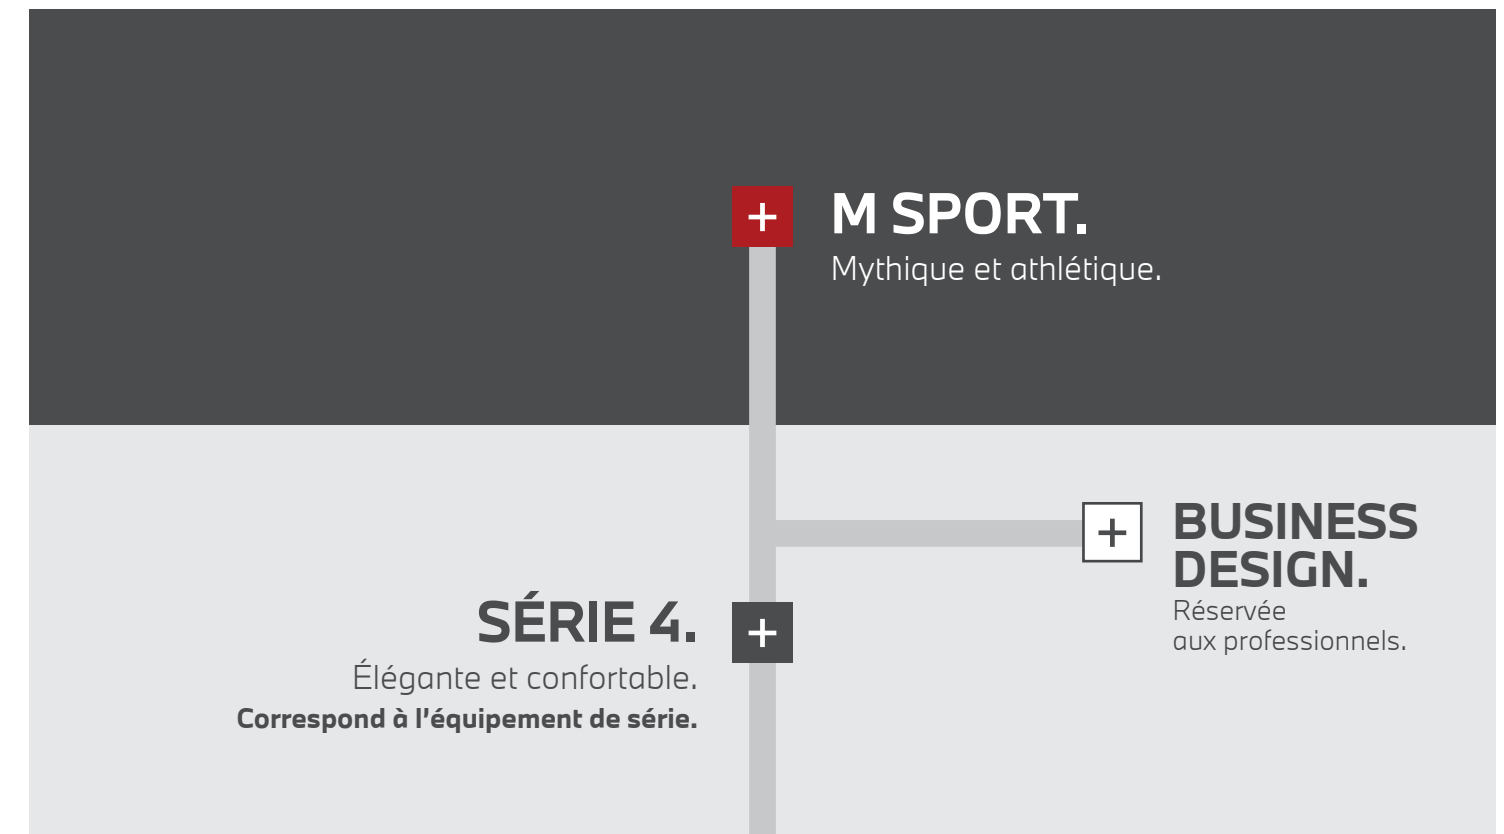 M SPORT.
Mythique et athlétique.
BUSINESS
DESIGN.
Réservée
aux professionnels.
SÉRIE 4.
Élégante et confortable.
Correspond à l'équipement de série.